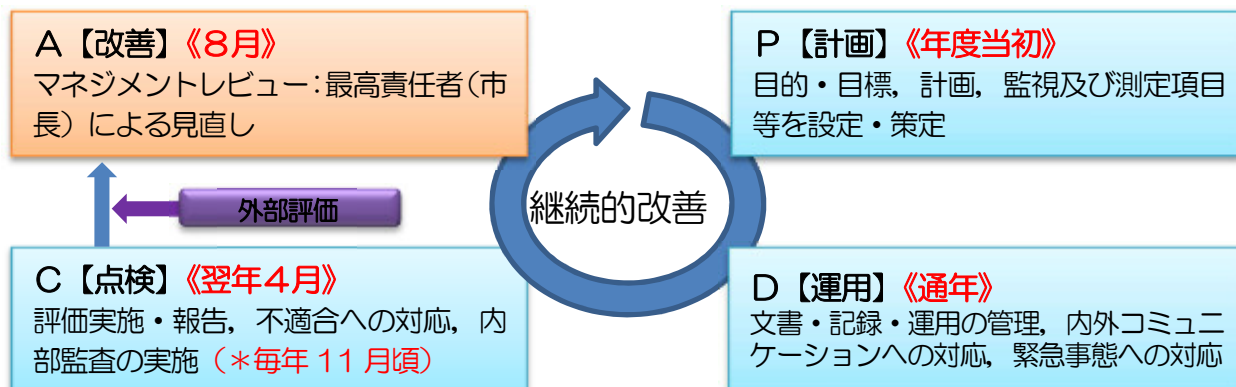 A【改善】《8月》
マネジメントレビュー：最高責任者（市
長）による見直し
P【計画】《年度当初》
目的・目標，計画，監視及び測定項目
等を設定・策定
外部評価
継続的改善
C【点検】《翌年4月》
評価実施・報告，不適合への対応，内
部監査の実施（＊毎年 11 月頃）
D【運用】《通年》
文書・記録・運用の管理，内外コミュニ
ケーションへの対応，緊急事態への対応